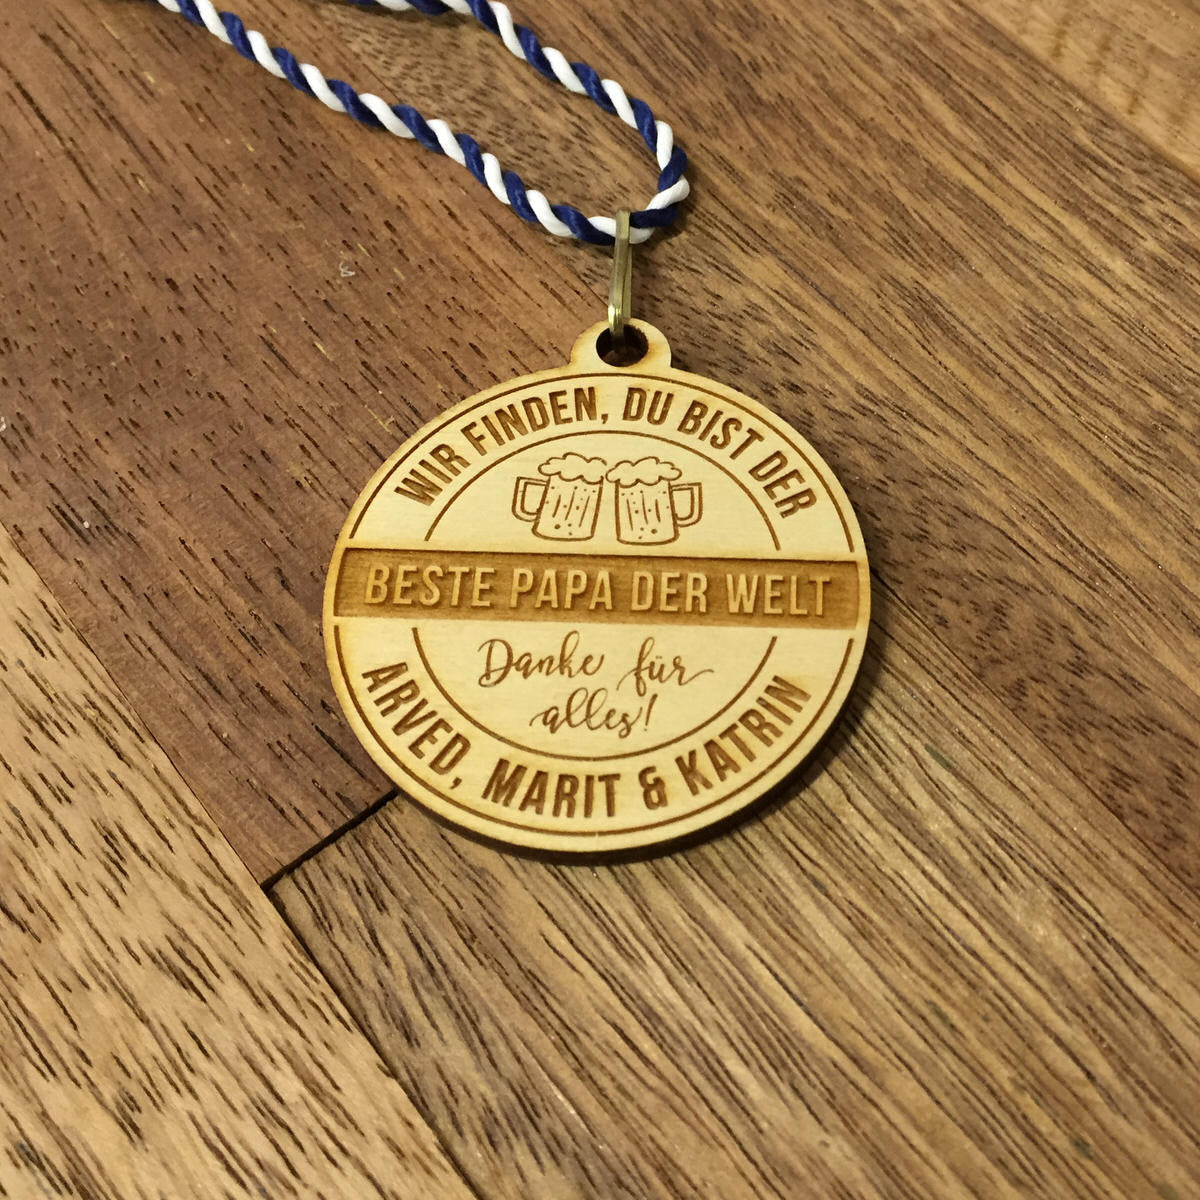 WIR FINDEN, DU BIST DER
BESTE PAPA DER WELT
Danke für
alles!
ARVED, MARIT & KATRIN